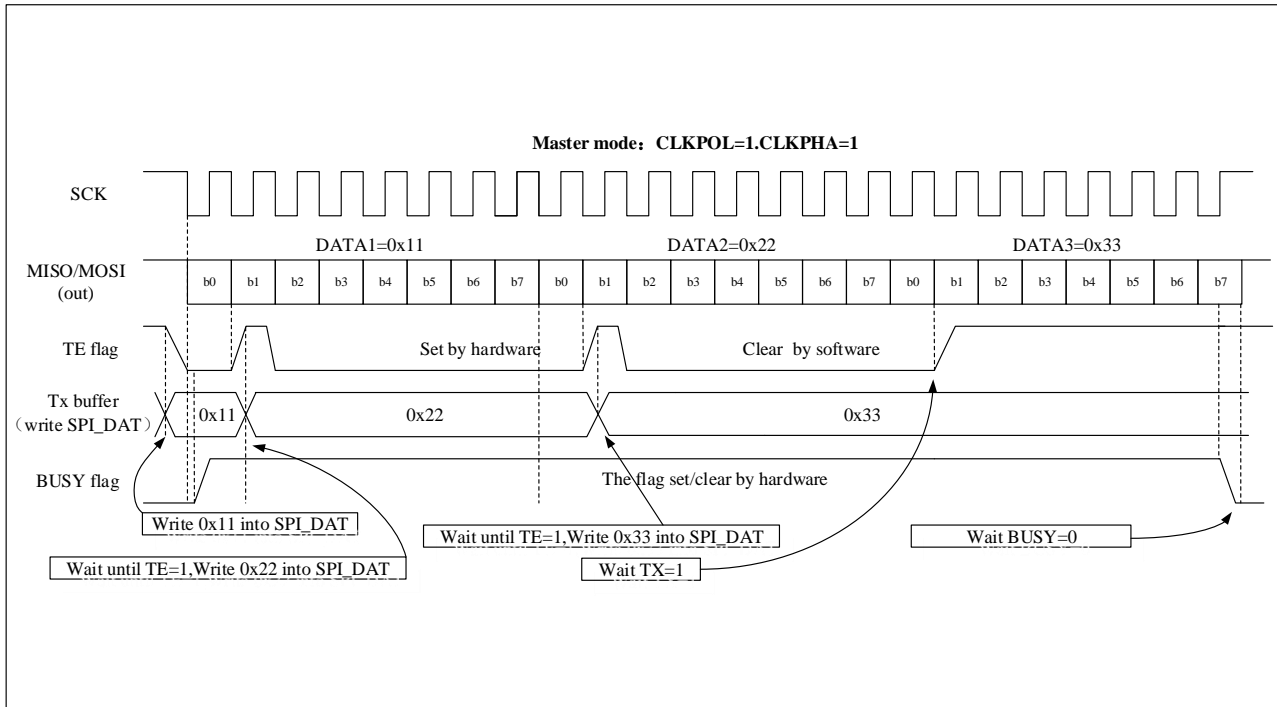 Master mode：CLKPOL=1.CLKPHA=1
SCK
DATA1=0x11 DATA2=0x22 DATA3=0x33
MISO/MOSI
(out)
b0 b1 b2 b3 b4 b5 b6 b7 b0 b1 b2 b3 b4 b5 b6 b7 b0 b1 b2 b3 b4 b5 b6 b7
TE flag Set by hardware Clear by software
Tx buffer
（write SPI_DAT）
0x11 0x22 0x33
BUSY flag The flag set/clear by hardware
Write 0x11 into SPI_DAT
Wait until TE=1,Write 0x33 into SPI_DAT
Wait BUSY=0
Wait until TE=1,Write 0x22 into SPI_DAT
Wait TX=1